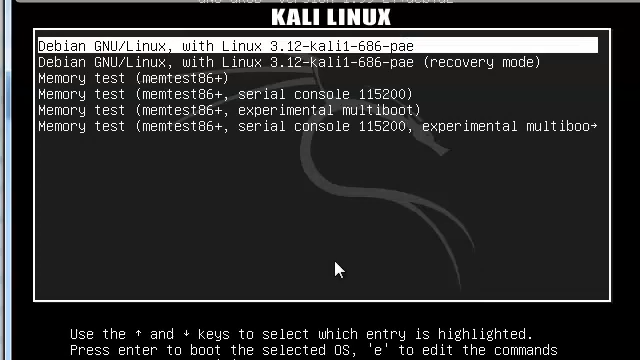 KALI LINUX
Debian GNU/Linux, with Linux 3.12-kali1-686-pae
Debian GNU/Linux, with Linux 3.12-kali1-686-pae (recovery mode)
Memory test (memtest86+)
Memory test (memtest86+, serial console 115200)
Memory test (memtest86+, experimental multiboot)
Memory test (memtest86+, serial console 115200, experimental multiboo→
Use the ↑ and ↓ keys to select which entry is highlighted.
Press enter to boot the selected OS, 'e' to edit the commands